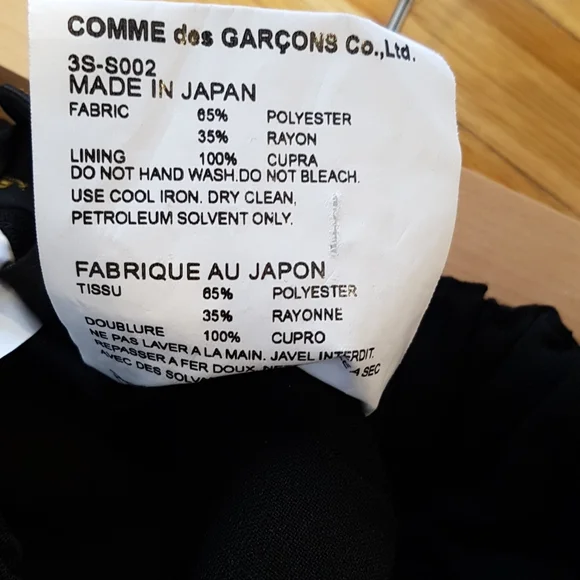 COMME des GARÇONS Co.,Ltd.
3S-S002
MADE IN JAPAN
FABRIC 65% POLYESTER
35% RAYON
LINING 100% CUPRA
DO NOT HAND WASH.DO NOT BLEACH.
USE COOL IRON. DRY CLEAN,
PETROLEUM SOLVENT ONLY.
FABRIQUE AU JAPON
TISSU 65% POLYESTER
35% RAYONNE
DOUBLURE 100% CUPRO
NE PAS LAVER A LA MAIN. JAVEL INTERDIT.
REPASSER A FER DOUX. A SEC
AVEC DES